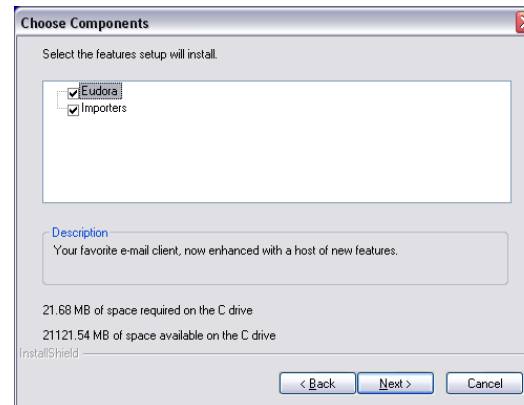 Choose Components
Select the features setup will install.
Eudora
Importers
Description
Your favorite e-mail client, now enhanced with a host of new features.
21.68 MB of space required on the C drive
21121.54 MB of space available on the C drive
InstallShield
< Back
Next >
Cancel